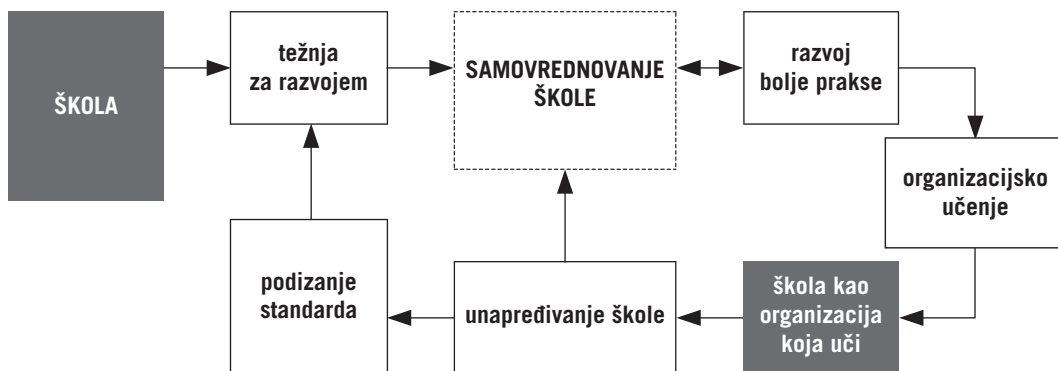 ŠKOLA
težnja
za razvojem
SAMOVREDNOVANJE
ŠKOLE
razvoj
bolje prakse
organizacijsko
učenje
škola kao
organizacija
koja uči
unapređivanje škole
podizanje
standarda